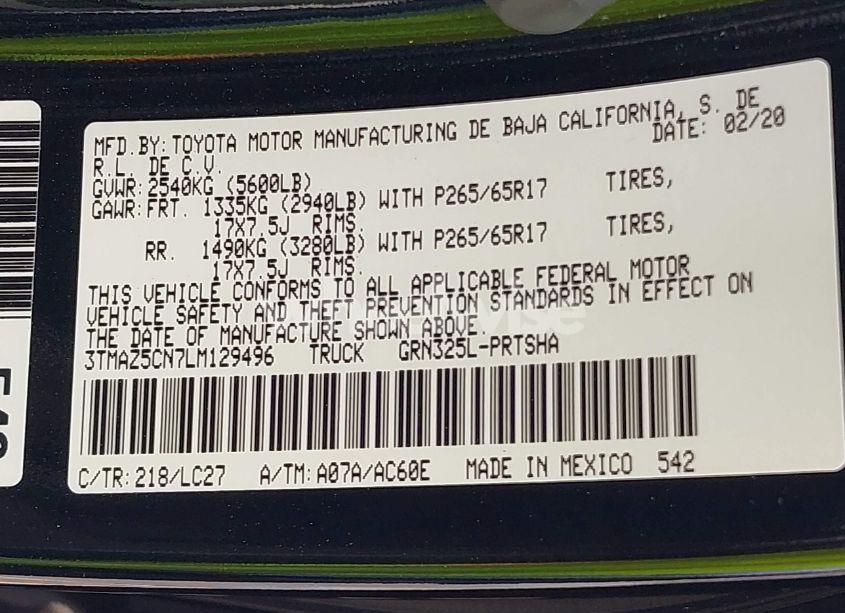 MFD.BY: TOYOTA MOTOR MANUFACTURING DE BAJA CALIFORNIA, S. DE
R.L. DE C.V. DATE: 02/20
GVWR: 2540KG (5600LB)
GAWR: FRT. 1335KG (2940LB) WITH P265/65R17 TIRES,
17X7.5J RIMS.
RR. 1490KG (3280LB) WITH P265/65R17 TIRES,
17X7.5J RIMS.
THIS VEHICLE CONFORMS TO ALL APPLICABLE FEDERAL MOTOR
VEHICLE SAFETY AND THEFT PREVENTION STANDARDS IN EFFECT ON
THE DATE OF MANUFACTURE SHOWN ABOVE.
3TMAZ5CN7LM129496 TRUCK GRN325L-PRTSHA
C/TR: 218/LC27 A/TM: A07A/AC60E MADE IN MEXICO 542